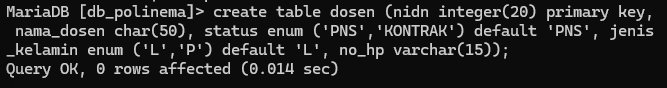 MariaDB [db_polinema]> create table dosen (nidn integer(20) primary key,
 nama_dosen char(50), status enum ('PNS','KONTRAK') default 'PNS', jenis
_kelamin enum ('L','P') default 'L', no_hp varchar(15));
Query OK, 0 rows affected (0.014 sec)